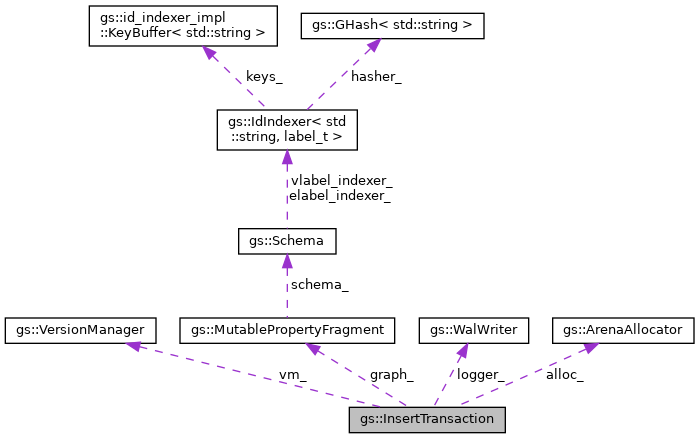 gs::id_indexer_impl
::KeyBuffer< std::string >
gs::GHash< std::string >
keys_
hasher_
gs::IdIndexer< std
::string, label_t >
vlabel_indexer_
elabel_indexer_
gs::Schema
schema_
gs::VersionManager
gs::MutablePropertyFragment
gs::WalWriter
gs::ArenaAllocator
vm_
graph_
logger_
alloc_
gs::InsertTransaction